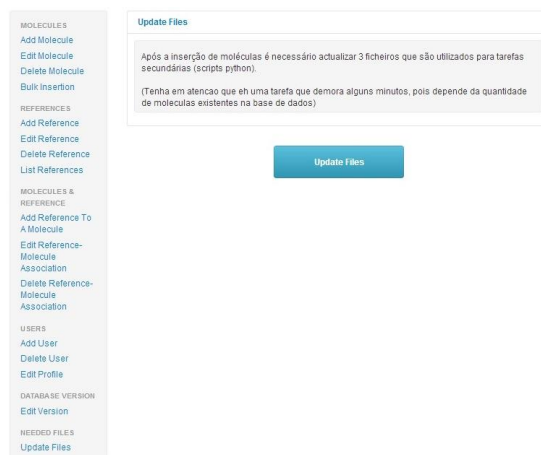 MOLECULES
Add Molecule
Edit Molecule
Delete Molecule
Bulk Insertion
REFERENCES
Add Reference
Edit Reference
Delete Reference
List References
MOLECULES &
REFERENCE
Add Reference To
A Molecule
Edit Reference-
Molecule
Association
Delete Reference-
Molecule
Association
USERS
Add User
Delete User
Edit Profile
DATABASE VERSION
Edit Version
NEEDED FILES
Update Files
Update Files
Após a inserção de moléculas é necessário actualizar 3 ficheiros que são utilizados para tarefas
secundárias (scripts python).
(Tenha em atencao que eh uma tarefa que demora alguns minutos, pois depende da quantidade
de moleculas existentes na base de dados)
Update Files